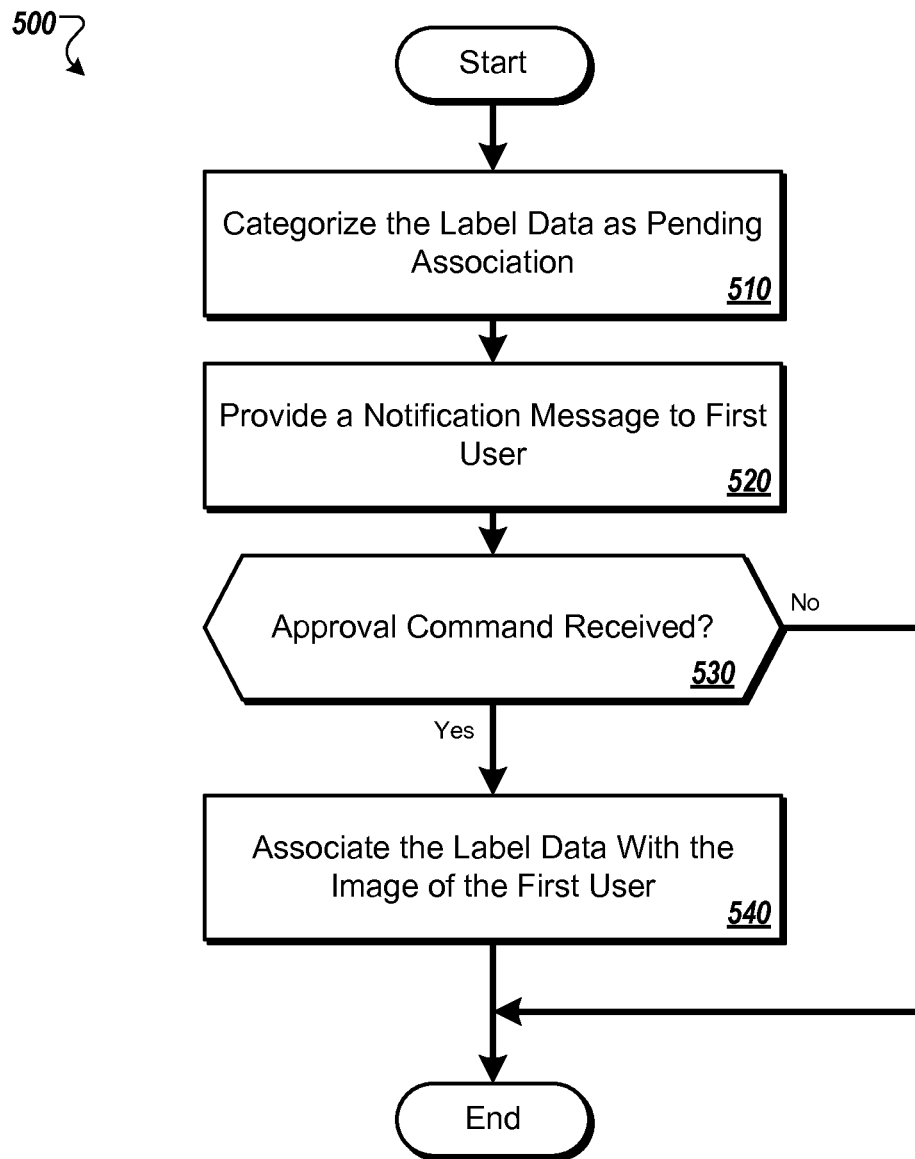 500
Start
Categorize the Label Data as Pending
Association
510
Provide a Notification Message to First
User
520
Approval Command Received?
530
No
Yes
Associate the Label Data With the
Image of the First User
540
End